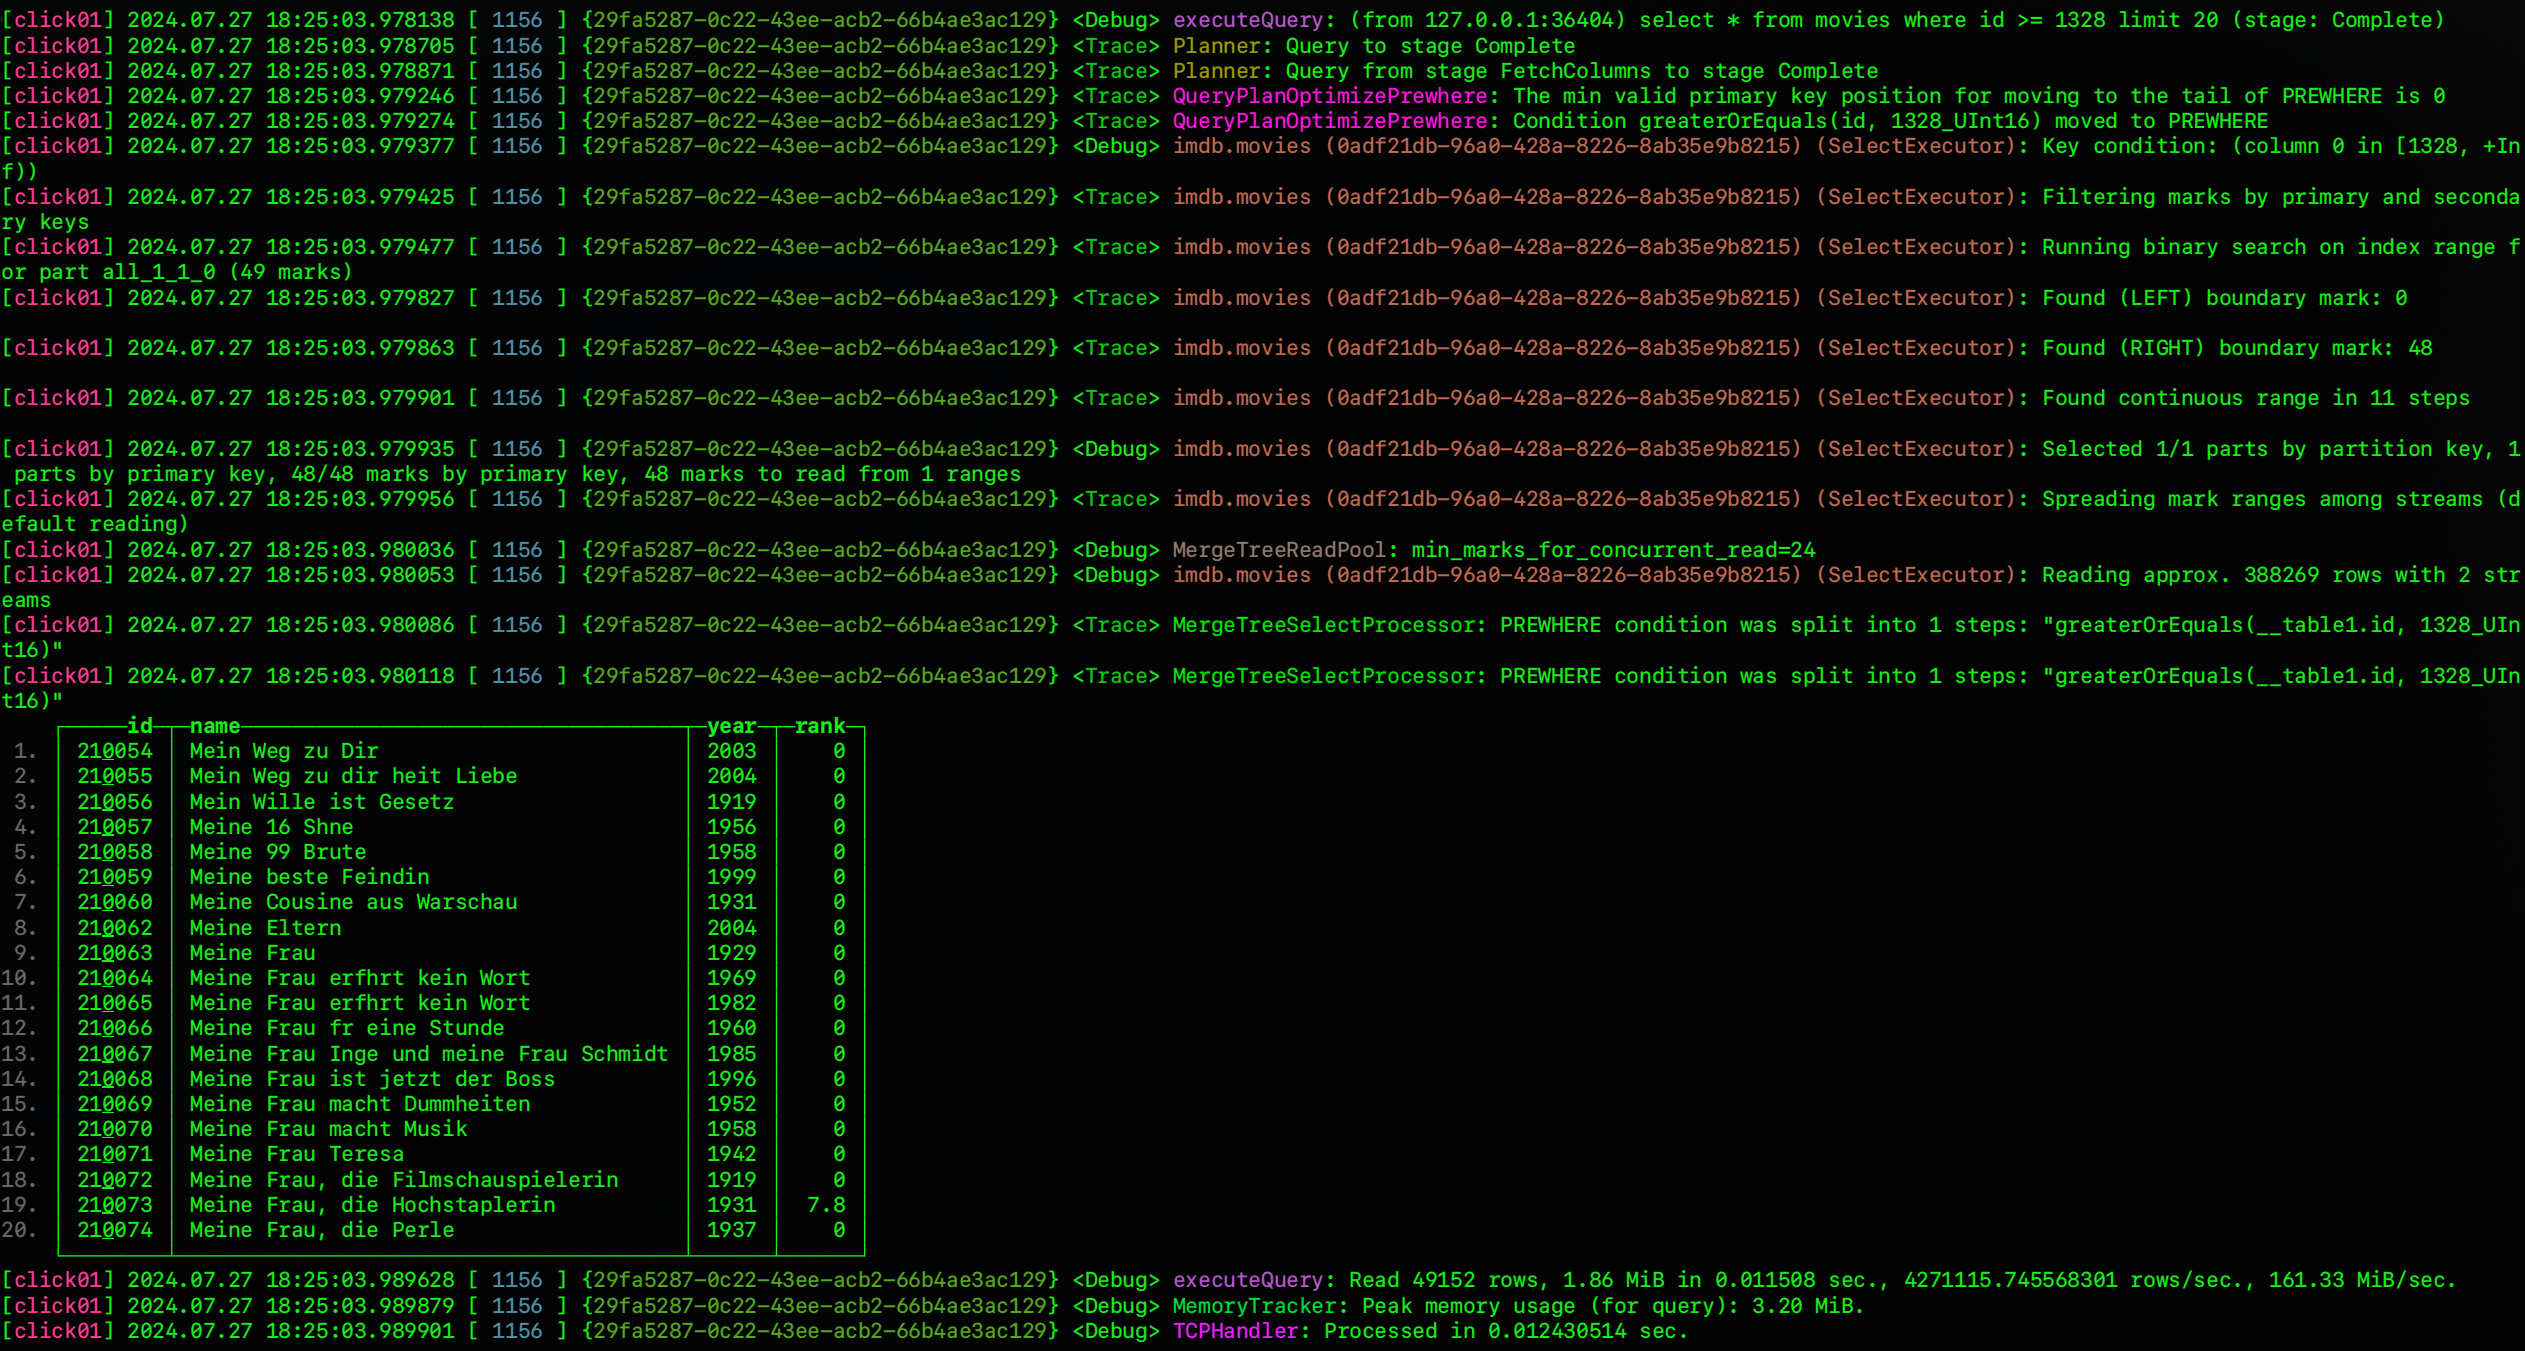 [click01] 2024.07.27 18:25:03.978138 [ 1156 ] {29fa5287-0c22-43ee-acb2-66b4ae3ac129} <Debug> executeQuery: (from 127.0.0.1:36404) select * from movies where id >= 1328 limit 20 (stage: Complete)
[click01] 2024.07.27 18:25:03.978705 [ 1156 ] {29fa5287-0c22-43ee-acb2-66b4ae3ac129} <Trace> Planner: Query to stage Complete
[click01] 2024.07.27 18:25:03.978871 [ 1156 ] {29fa5287-0c22-43ee-acb2-66b4ae3ac129} <Trace> Planner: Query from stage FetchColumns to stage Complete
[click01] 2024.07.27 18:25:03.979246 [ 1156 ] {29fa5287-0c22-43ee-acb2-66b4ae3ac129} <Trace> QueryPlanOptimizePrewhere: The min valid primary key position for moving to the tail of PREWHERE is 0
[click01] 2024.07.27 18:25:03.979274 [ 1156 ] {29fa5287-0c22-43ee-acb2-66b4ae3ac129} <Trace> QueryPlanOptimizePrewhere: Condition greaterOrEquals(id, 1328_UInt16) moved to PREWHERE
[click01] 2024.07.27 18:25:03.979377 [ 1156 ] {29fa5287-0c22-43ee-acb2-66b4ae3ac129} <Debug> imdb.movies (0adf21db-96a0-428a-8226-8ab35e9b8215) (SelectExecutor): Key condition: (column 0 in [1328, +In
f))
[click01] 2024.07.27 18:25:03.979425 [ 1156 ] {29fa5287-0c22-43ee-acb2-66b4ae3ac129} <Trace> imdb.movies (0adf21db-96a0-428a-8226-8ab35e9b8215) (SelectExecutor): Filtering marks by primary and seconda
ry keys
[click01] 2024.07.27 18:25:03.979477 [ 1156 ] {29fa5287-0c22-43ee-acb2-66b4ae3ac129} <Trace> imdb.movies (0adf21db-96a0-428a-8226-8ab35e9b8215) (SelectExecutor): Running binary search on index range f
or part all_1_1_0 (49 marks)
[click01] 2024.07.27 18:25:03.979827 [ 1156 ] {29fa5287-0c22-43ee-acb2-66b4ae3ac129} <Trace> imdb.movies (0adf21db-96a0-428a-8226-8ab35e9b8215) (SelectExecutor): Found (LEFT) boundary mark: 0
[click01] 2024.07.27 18:25:03.979863 [ 1156 ] {29fa5287-0c22-43ee-acb2-66b4ae3ac129} <Trace> imdb.movies (0adf21db-96a0-428a-8226-8ab35e9b8215) (SelectExecutor): Found (RIGHT) boundary mark: 48
[click01] 2024.07.27 18:25:03.979901 [ 1156 ] {29fa5287-0c22-43ee-acb2-66b4ae3ac129} <Trace> imdb.movies (0adf21db-96a0-428a-8226-8ab35e9b8215) (SelectExecutor): Found continuous range in 11 steps
[click01] 2024.07.27 18:25:03.979935 [ 1156 ] {29fa5287-0c22-43ee-acb2-66b4ae3ac129} <Debug> imdb.movies (0adf21db-96a0-428a-8226-8ab35e9b8215) (SelectExecutor): Selected 1/1 parts by partition key, 1
 parts by primary key, 48/48 marks by primary key, 48 marks to read from 1 ranges
[click01] 2024.07.27 18:25:03.979956 [ 1156 ] {29fa5287-0c22-43ee-acb2-66b4ae3ac129} <Trace> imdb.movies (0adf21db-96a0-428a-8226-8ab35e9b8215) (SelectExecutor): Spreading mark ranges among streams (d
efault reading)
[click01] 2024.07.27 18:25:03.980036 [ 1156 ] {29fa5287-0c22-43ee-acb2-66b4ae3ac129} <Debug> MergeTreeReadPool: min_marks_for_concurrent_read=24
[click01] 2024.07.27 18:25:03.980053 [ 1156 ] {29fa5287-0c22-43ee-acb2-66b4ae3ac129} <Debug> imdb.movies (0adf21db-96a0-428a-8226-8ab35e9b8215) (SelectExecutor): Reading approx. 388269 rows with 2 str
eams
[click01] 2024.07.27 18:25:03.980086 [ 1156 ] {29fa5287-0c22-43ee-acb2-66b4ae3ac129} <Trace> MergeTreeSelectProcessor: PREWHERE condition was split into 1 steps: "greaterOrEquals(__table1.id, 1328_UIn
t16)"
[click01] 2024.07.27 18:25:03.980118 [ 1156 ] {29fa5287-0c22-43ee-acb2-66b4ae3ac129} <Trace> MergeTreeSelectProcessor: PREWHERE condition was split into 1 steps: "greaterOrEquals(__table1.id, 1328_UIn
t16)"
id name year rank
1. 210054 Mein Weg zu Dir 2003 0
2. 210055 Mein Weg zu dir heit Liebe 2004 0
3. 210056 Mein Wille ist Gesetz 1919 0
4. 210057 Meine 16 Shne 1956 0
5. 210058 Meine 99 Brute 1958 0
6. 210059 Meine beste Feindin 1999 0
7. 210060 Meine Cousine aus Warschau 1931 0
8. 210062 Meine Eltern 2004 0
9. 210063 Meine Frau 1929 0
10. 210064 Meine Frau erfhrt kein Wort 1969 0
11. 210065 Meine Frau erfhrt kein Wort 1982 0
12. 210066 Meine Frau fr eine Stunde 1960 0
13. 210067 Meine Frau Inge und meine Frau Schmidt 1985 0
14. 210068 Meine Frau ist jetzt der Boss 1996 0
15. 210069 Meine Frau macht Dummheiten 1952 0
16. 210070 Meine Frau macht Musik 1958 0
17. 210071 Meine Frau Teresa 1942 0
18. 210072 Meine Frau, die Filmschauspielerin 1919 0
19. 210073 Meine Frau, die Hochstaplerin 1931 7.8
20. 210074 Meine Frau, die Perle 1937 0
[click01] 2024.07.27 18:25:03.989628 [ 1156 ] {29fa5287-0c22-43ee-acb2-66b4ae3ac129} <Debug> executeQuery: Read 49152 rows, 1.86 MiB in 0.011508 sec., 4271115.745568301 rows/sec., 161.33 MiB/sec.
[click01] 2024.07.27 18:25:03.989879 [ 1156 ] {29fa5287-0c22-43ee-acb2-66b4ae3ac129} <Debug> MemoryTracker: Peak memory usage (for query): 3.20 MiB.
[click01] 2024.07.27 18:25:03.989901 [ 1156 ] {29fa5287-0c22-43ee-acb2-66b4ae3ac129} <Debug> TCPHandler: Processed in 0.012430514 sec.